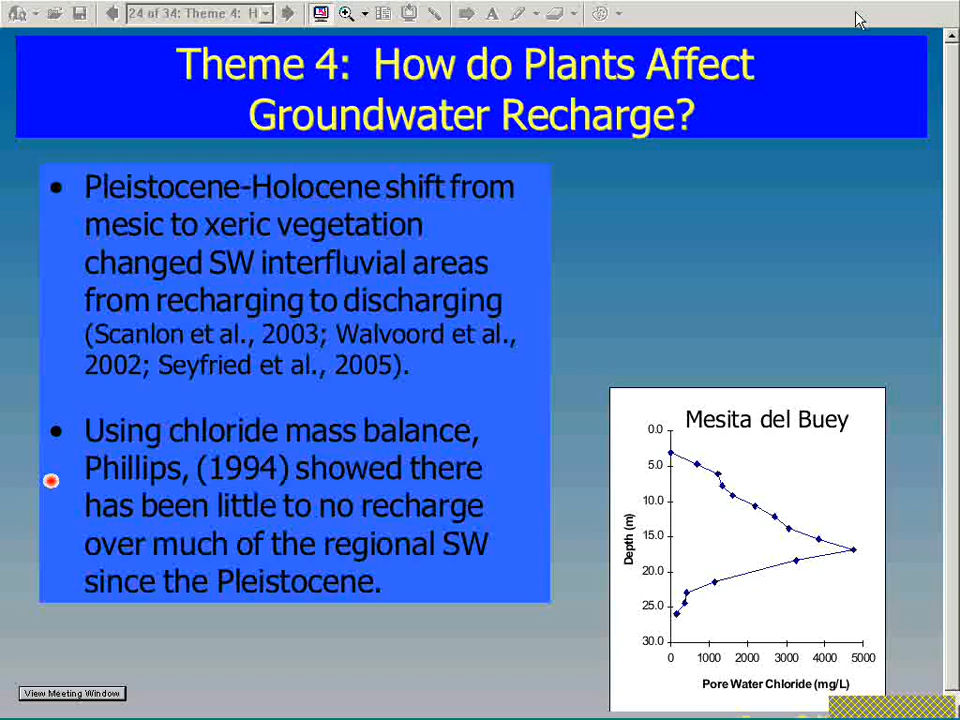 24 of 34: Theme 4: H
Theme 4: How do Plants Affect
Groundwater Recharge?
• Pleistocene-Holocene shift from
mesic to xeric vegetation
changed SW interfluvial areas
from recharging to discharging
(Scanlon et al., 2003; Walvoord et al.,
2002; Seyfried et al., 2005).
• Using chloride mass balance,
Phillips, (1994) showed there
has been little to no recharge
over much of the regional SW
since the Pleistocene.
Mesita del Buey
0.0
5.0
10.0
15.0
20.0
25.0
30.0
Depth (m)
0 1000 2000 3000 4000 5000
Pore Water Chloride (mg/L)
View Meeting Window